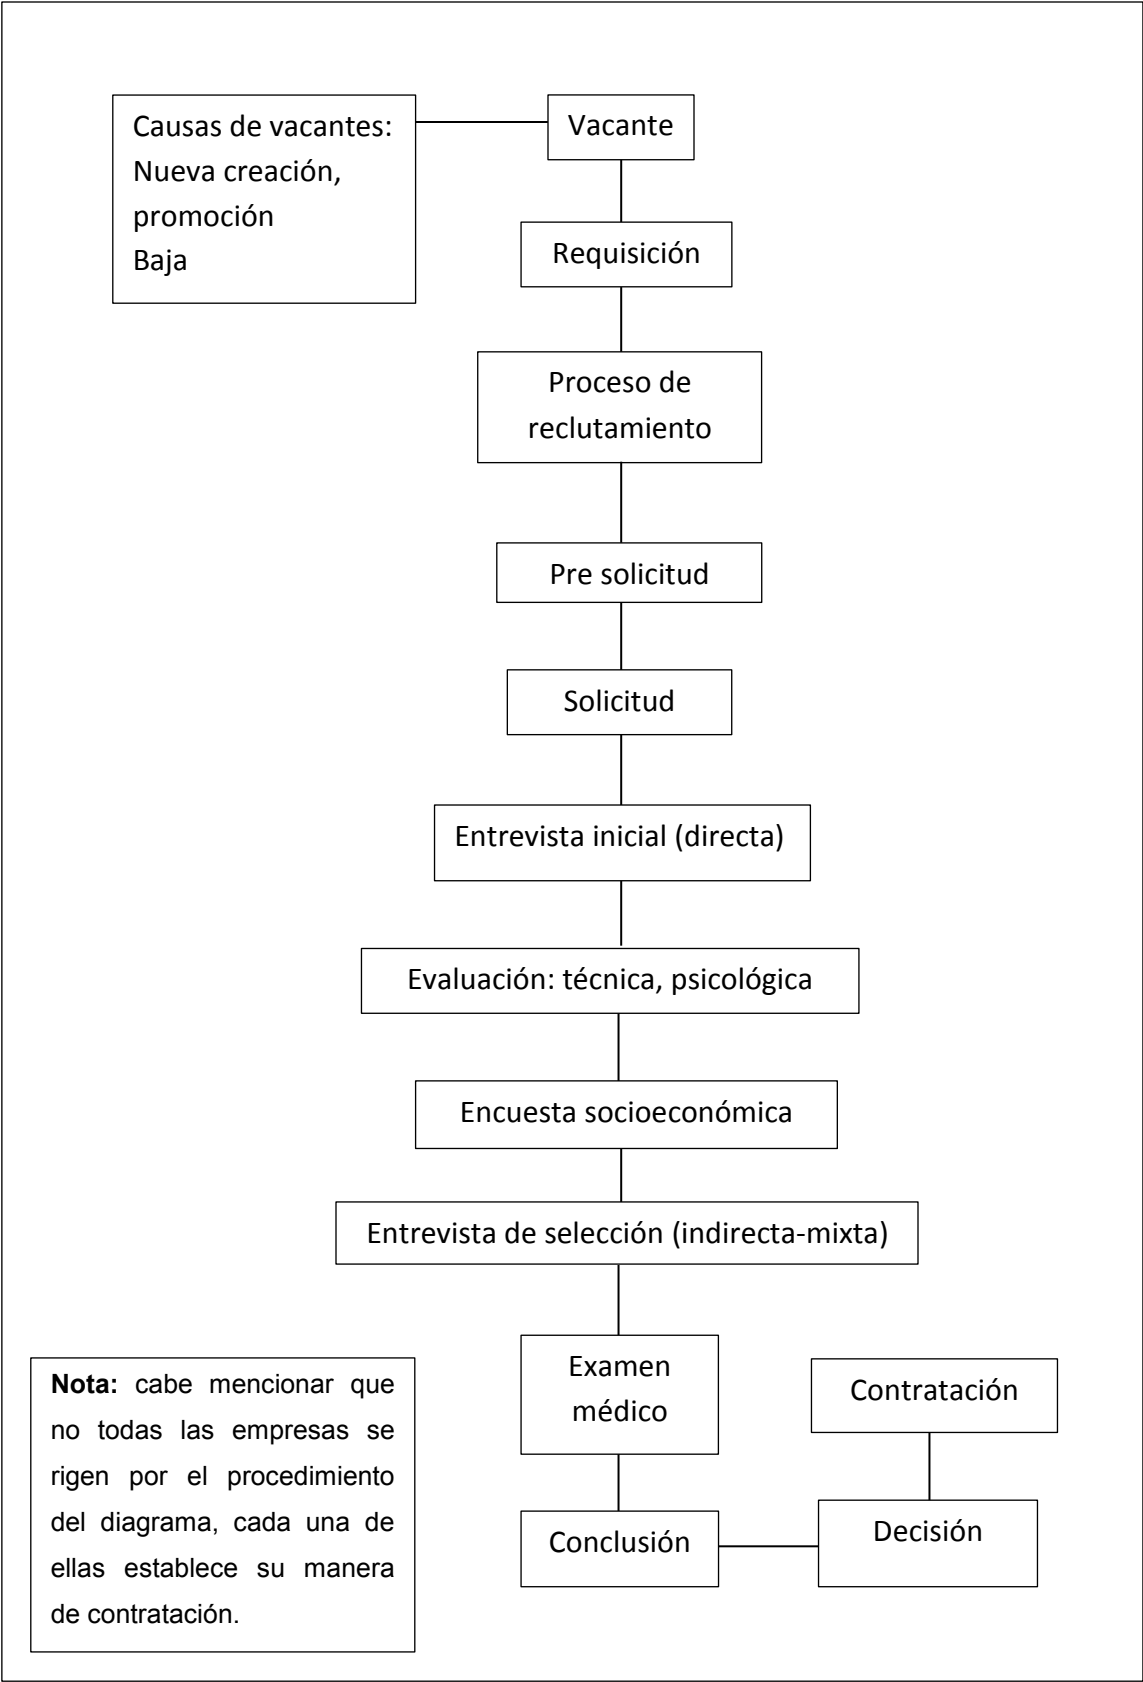 Causas de vacantes:
Nueva creación,
promoción
Baja
Vacante
Requisición
Proceso de
reclutamiento
Pre solicitud
Solicitud
Entrevista inicial (directa)
Evaluación: técnica, psicológica
Encuesta socioeconómica
Entrevista de selección (indirecta-mixta)
Examen
médico
Conclusión
Decisión
Contratación
Nota: cabe mencionar que
no todas las empresas se
rigen por el procedimiento
del diagrama, cada una de
ellas establece su manera
de contratación.